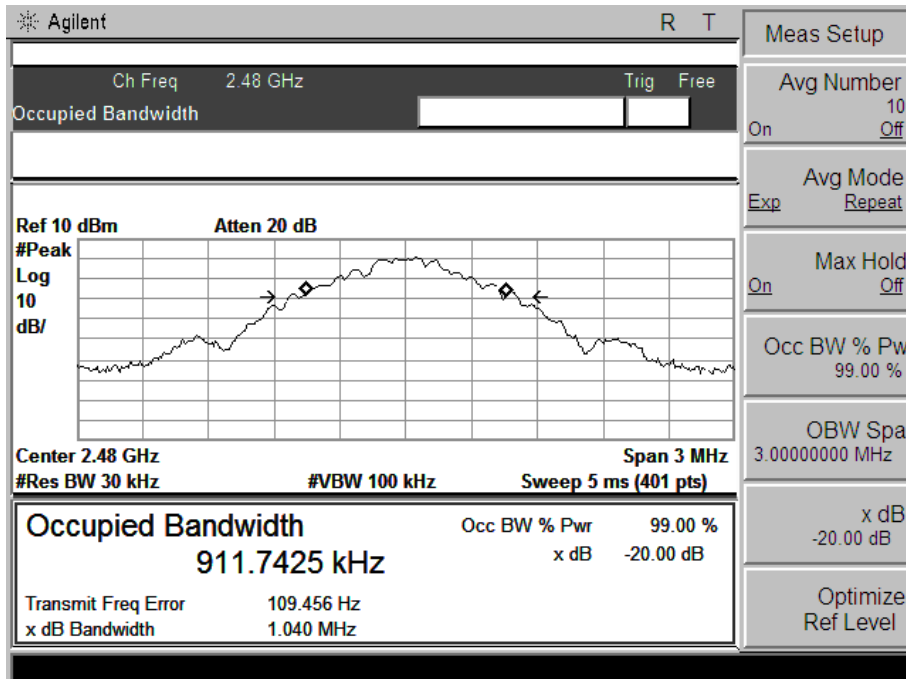 Agilent R T
Ch Freq 2.48 GHz Trig Free
Occupied Bandwidth
Ref 10 dBm Atten 20 dB
#Peak
Log
10
dB/
Center 2.48 GHz Span 3 MHz
#Res BW 30 kHz #VBW 100 kHz Sweep 5 ms (401 pts)
Occupied Bandwidth
911.7425 kHz
Occ BW % Pwr 99.00 %
x dB -20.00 dB
Transmit Freq Error 109.456 Hz
x dB Bandwidth 1.040 MHz
Meas Setup
Avg Number
10
On Off
Avg Mode
Exp Repeat
Max Hold
On Off
Occ BW % Pw
99.00 %
OBW Spa
3.00000000 MHz
x dB
-20.00 dB
Optimize
Ref Level